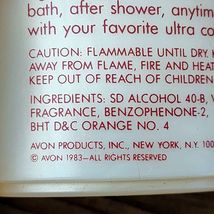 bath, after shower, anytime
with your favorite ultra co
CAUTION: FLAMMABLE UNTIL DRY.
AWAY FROM FLAME, FIRE AND HEAT
KEEP OUT OF REACH OF CHILDREN
INGREDIENTS: SD ALCOHOL 40-B, W
FRAGRANCE, BENZOPHENONE-2,
BHT D&C ORANGE NO. 4
AVON PRODUCTS, INC., NEW YORK, N.Y. 100
© AVON 1983—ALL RIGHTS RESERVED